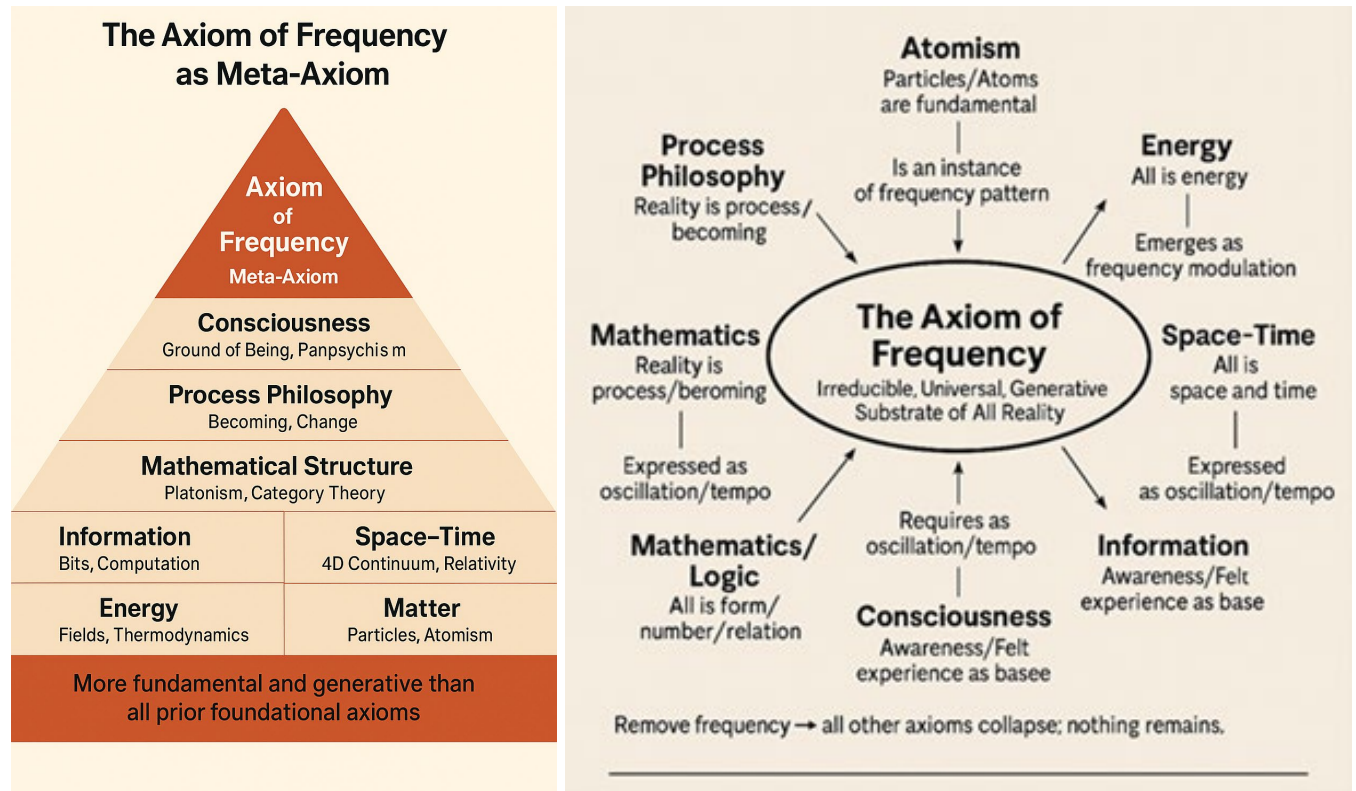 The Axiom of Frequency
as Meta-Axiom
Axiom
of
Frequency
Meta-Axiom
Consciousness
Ground of Being, Panpsychis m
Process Philosophy
Becoming, Change
Mathematical Structure
Platonism, Category Theory
Information
Bits, Computation
Space–Time
4D Continuum, Relativity
Energy
Fields, Thermodynamics
Matter
Particles, Atomism
More fundamental and generative than
all prior foundational axioms
Atomism
Particles/Atoms
are fundamental
Is an instance
of frequency pattern
Process
Philosophy
Reality is process/
becoming
Energy
All is energy
Emerges as
frequency modulation
The Axiom of
Frequency
Irreducible, Universal, Generative
Substrate of All Reality
Mathematics
Reality is
process/beroming
Expressed as
oscillation/tempo
Space-Time
All is
space and time
Expressed
as oscillation/tempo
Mathematics/
Logic
All is form/
number/relation
Requires as
oscillation/tempo
Consciousness
Awareness/Felt
experience as basee
Information
Awareness/Felt
experience as base
Remove frequency → all other axioms collapse; nothing remains.